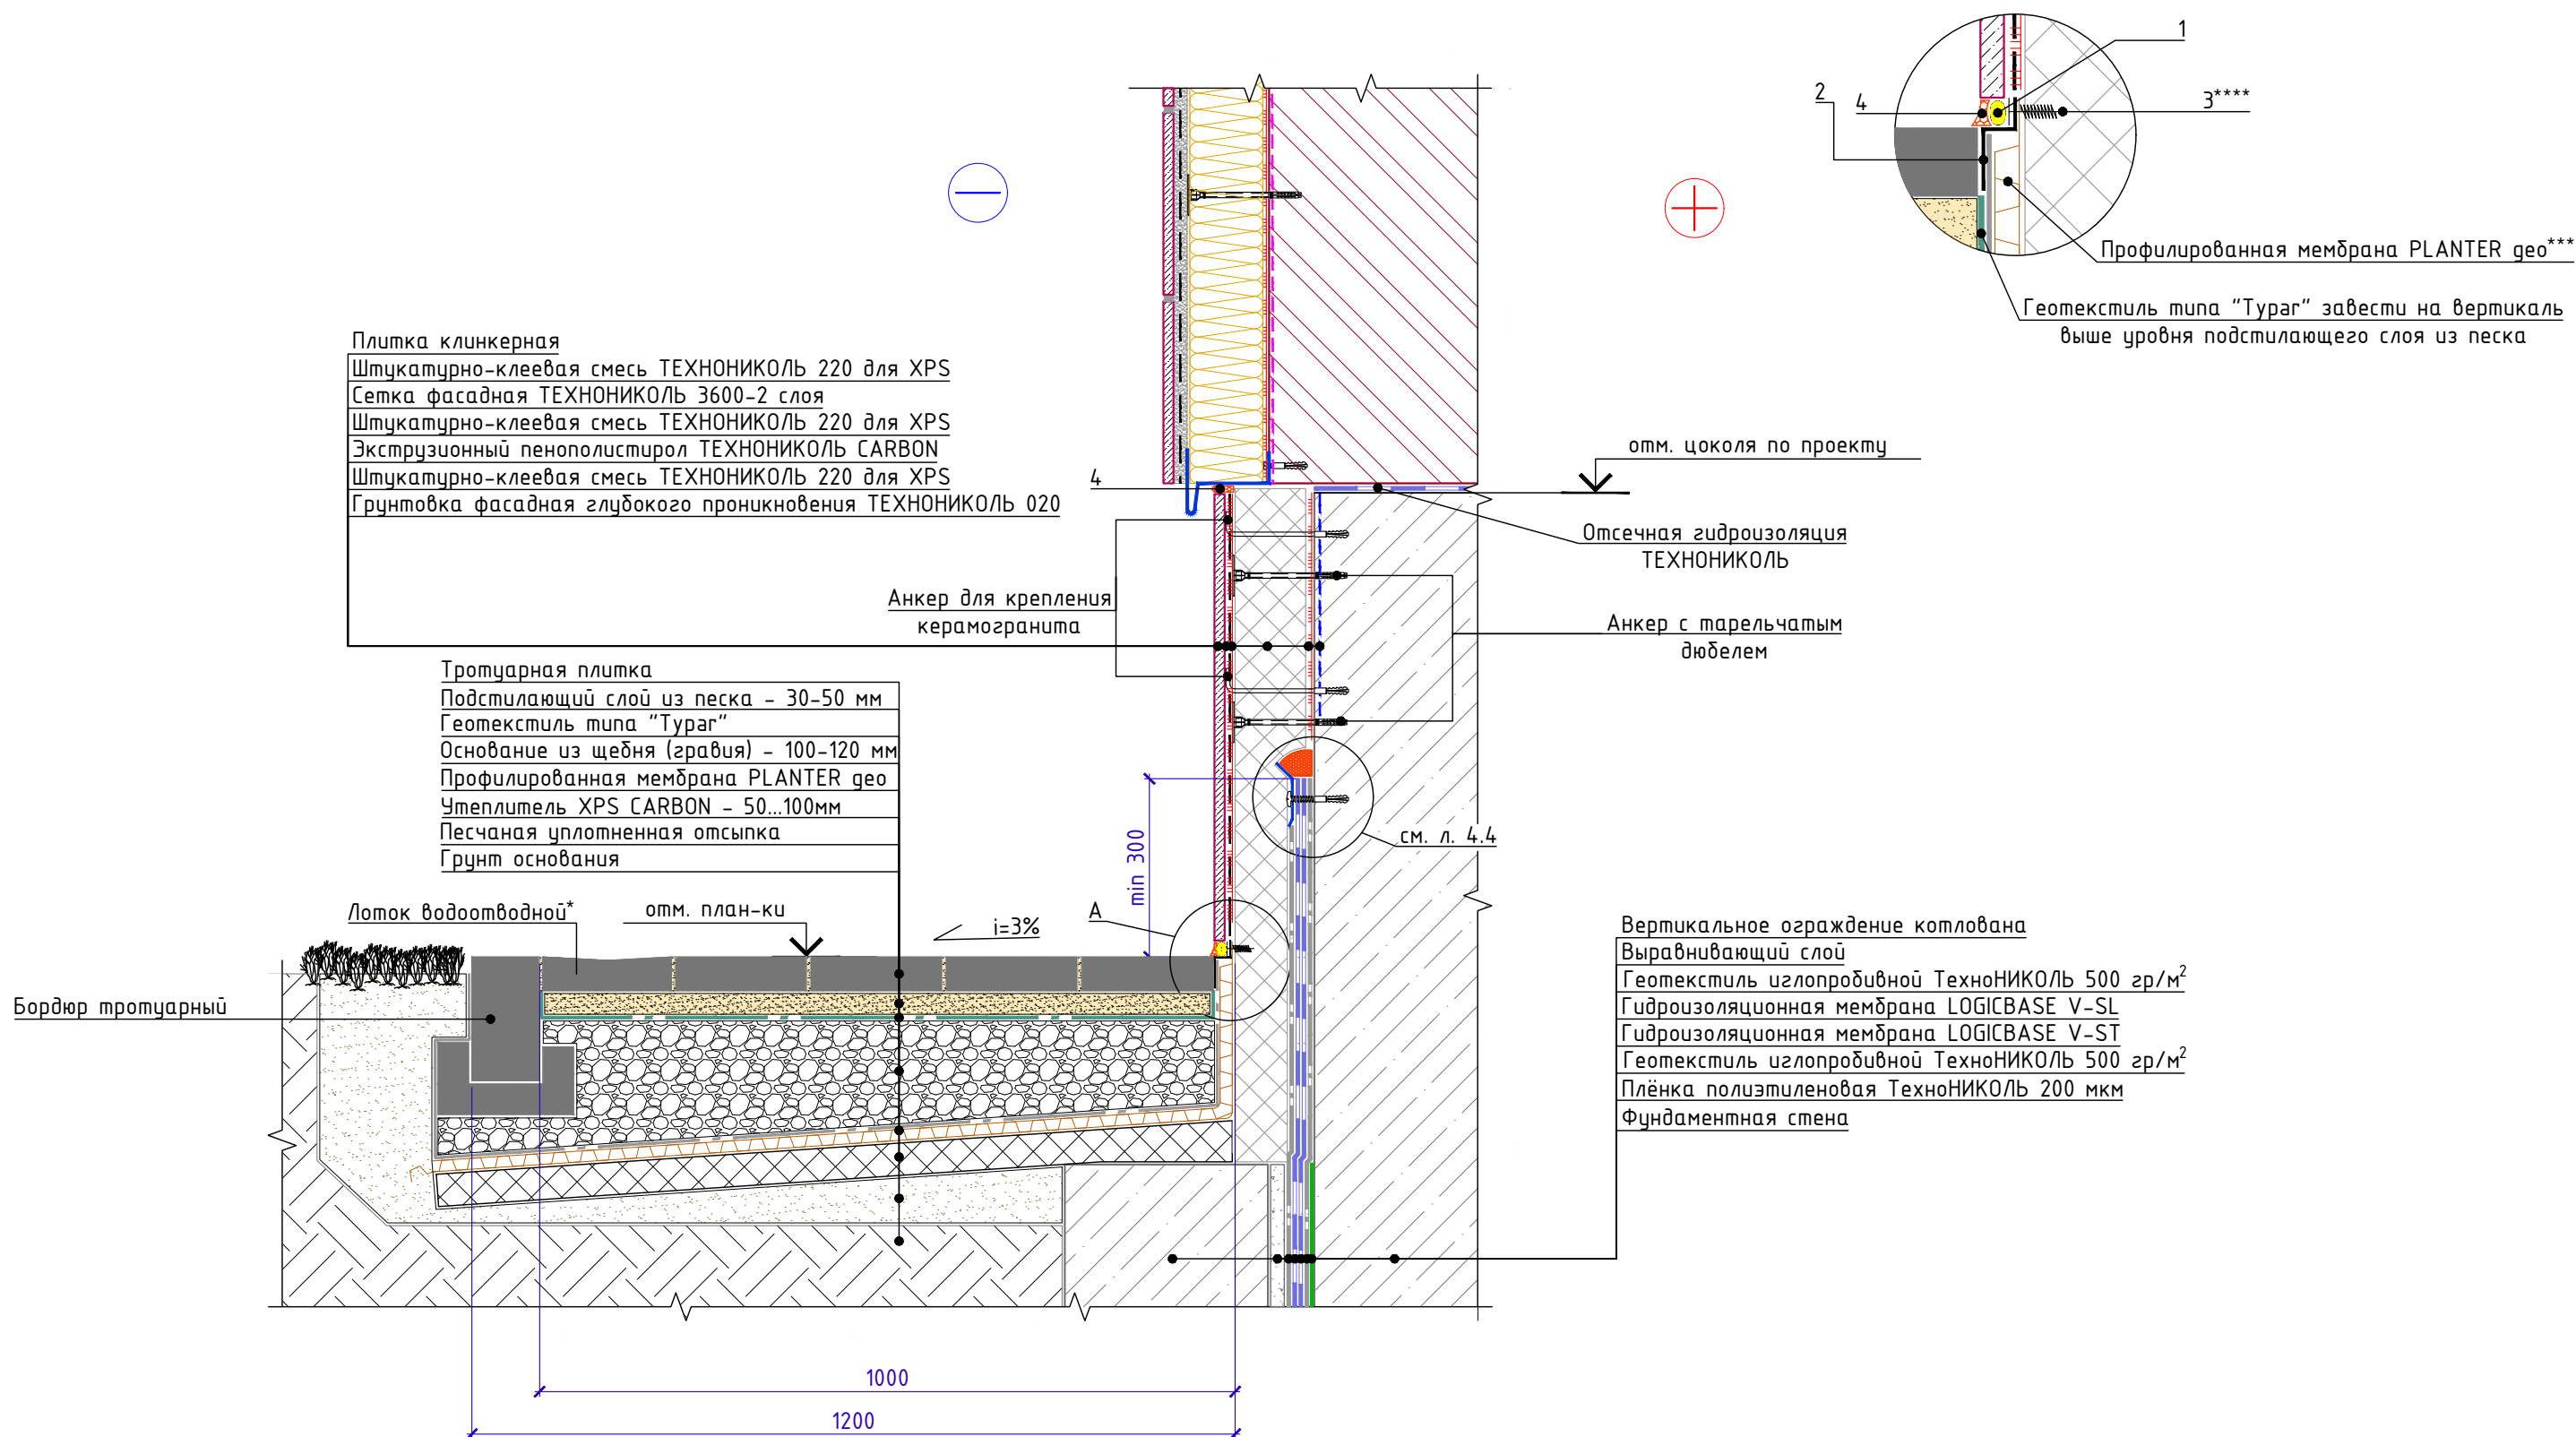 1
2
4
3****
Профилированная мембрана PLANTER geo***
Геотекстиль типа "Typar" завести на вертикаль
выше уровня подстилающего слоя из песка
Плитка клинкерная
Штукатурно-клеевая смесь ТЕХНОНИКОЛЬ 220 для XPS
Сетка фасадная ТЕХНОНИКОЛЬ 3600-2 слоя
Штукатурно-клеевая смесь ТЕХНОНИКОЛЬ 220 для XPS
Экструзионный пенополистирол ТЕХНОНИКОЛЬ CARBON
Штукатурно-клеевая смесь ТЕХНОНИКОЛЬ 220 для XPS
Грунтовка фасадная глубокого проникновения ТЕХНОНИКОЛЬ 020
4
отм. цоколя по проекту
Отсечная гидроизоляция
ТЕХНОНИКОЛЬ
Анкер для крепления
керамогранита
Анкер с тарельчатым
дюбелем
Тротуарная плитка
Подстилающий слой из песка - 30-50 мм
Геотекстиль типа "Typar"
Основание из щебня (гравия) - 100-120 мм
Профилированная мембрана PLANTER geo
Утеплитель XPS CARBON - 50...100мм
Песчаная уплотненная отсыпка
Грунт основания
min 300
см. л. 4.4
Лоток водоотводной*
отм. план-ки
i=3%
А
Бордюр тротуарный
Вертикальное ограждение котлована
Выравнивающий слой
Геотекстиль иглопробивной ТехноНИКОЛЬ 500 гр/м²
Гидроизоляционная мембрана LOGICBASE V-SL
Гидроизоляционная мембрана LOGICBASE V-ST
Геотекстиль иглопробивной ТехноНИКОЛЬ 500 гр/м²
Плёнка полиэтиленовая ТехноНИКОЛЬ 200 мкм
Фундаментная стена
1000
1200